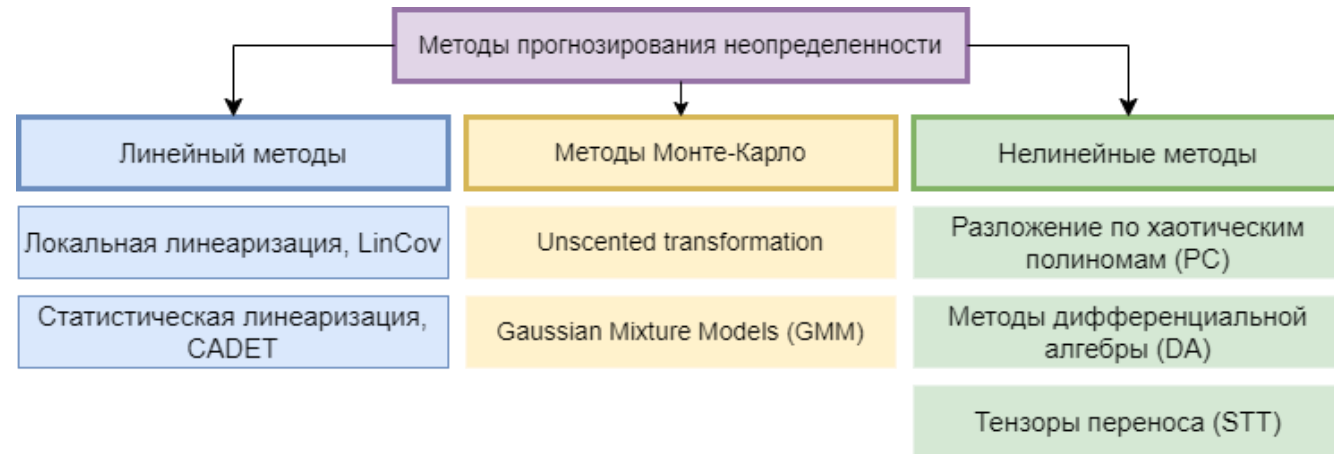 Методы прогнозирования неопределенности
Линейный методы
Методы Монте-Карло
Нелинейные методы
Локальная линеаризация, LinCov
Unscented transformation
Разложение по хаотическим
полиномам (PC)
Статистическая линеаризация,
CADET
Gaussian Mixture Models (GMM)
Методы дифференциальной
алгебры (DA)
Тензоры переноса (STT)